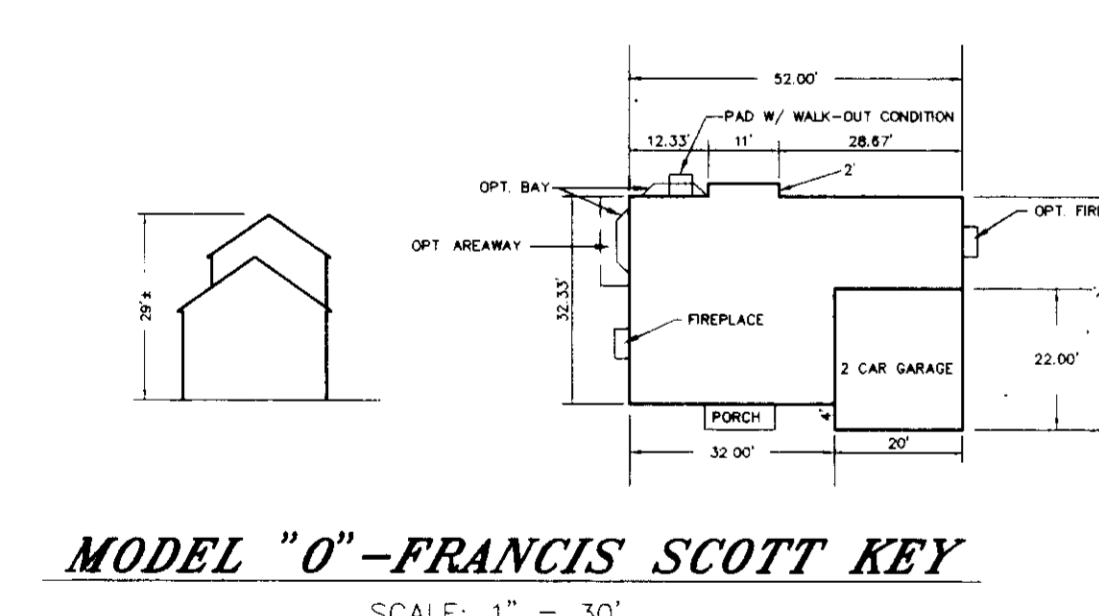 52.00'
PAD W/ WALK-OUT CONDITION
12.33' 11' 28.67'
2'
OPT. BAY
OPT. FIRE
OPT AREAWAY
29'±
32.33'
FIREPLACE
22.00'
2 CAR GARAGE
PORCH
4'
32 00'
20'
MODEL "O"-FRANCIS SCOTT KEY
SCALE: 1" = 30'